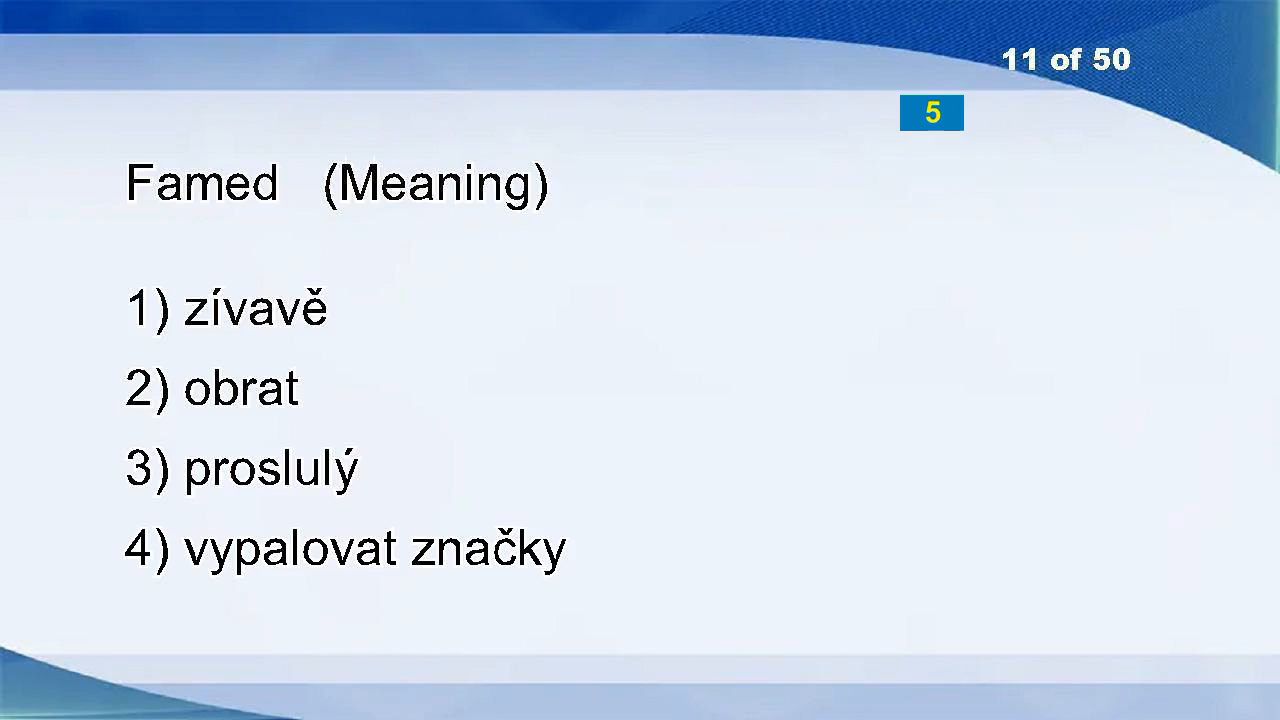 11 of 50
5
Famed (Meaning)
1) zívavě
2) obrat
3) proslulý
4) vypalovat značky